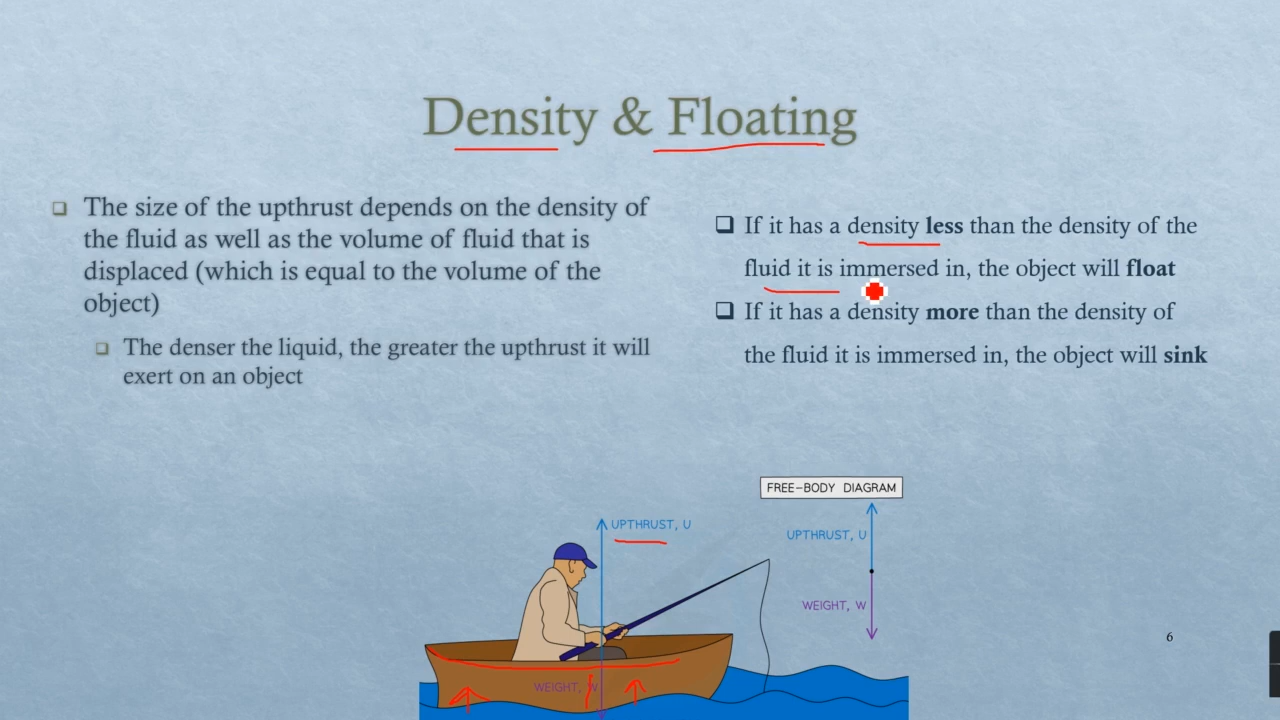 Density & Floating
The size of the upthrust depends on the density of
the fluid as well as the volume of fluid that is
displaced (which is equal to the volume of the
object)
The denser the liquid, the greater the upthrust it will
exert on an object
If it has a density less than the density of the
fluid it is immersed in, the object will float
If it has a density more than the density of
the fluid it is immersed in, the object will sink
FREE-BODY DIAGRAM
UPTHRUST, U
UPTHRUST, U
WEIGHT, W
WEIGHT, W
6